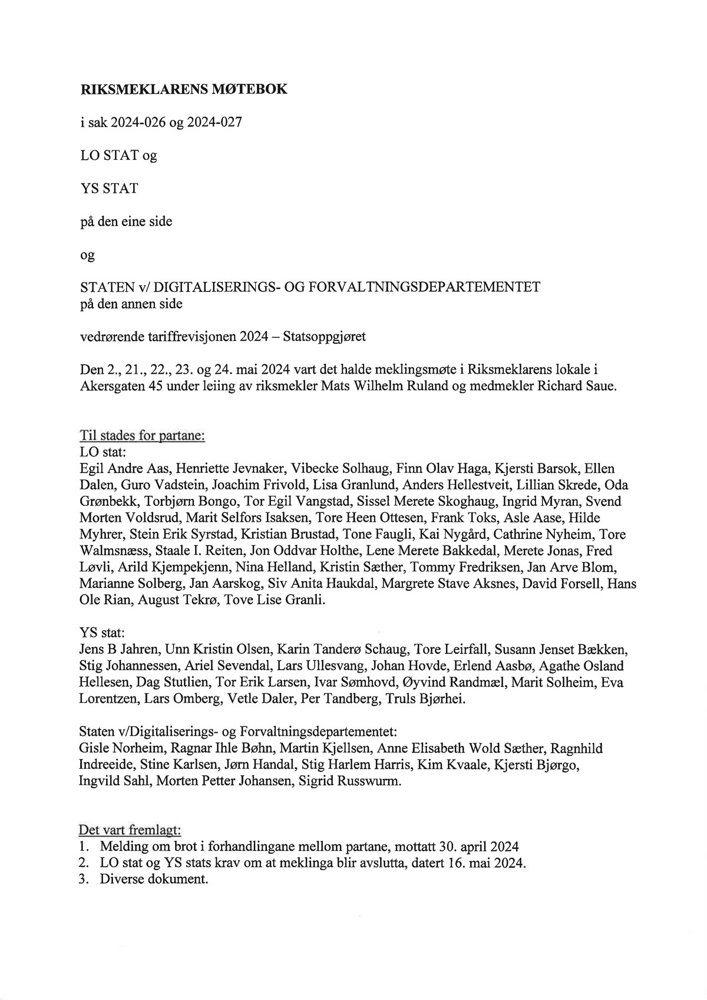 RIKSMEKLARENS MØTEBOK
i sak 2024-026 og 2024-027
LO STAT og
YS STAT
på den eine side
og
STATEN v/ DIGITALISERINGS- OG FORVALTNINGSDEPARTEMENTET
på den annen side
vedrørende tariffrevisjonen 2024 – Statsoppgjøret
Den 2., 21., 22., 23. og 24. mai 2024 vart det halde meklingsmøte i Riksmeklarens lokale i
Akersgaten 45 under leiing av riksmekler Mats Wilhelm Ruland og medmekler Richard Saue.
Til stades for partane:
LO stat:
Egil Andre Aas, Henriette Jevnaker, Vibecke Solhaug, Finn Olav Haga, Kjersti Barsok, Ellen
Dalen, Guro Vadstein, Joachim Frivold, Lisa Granlund, Anders Hellestveit, Lillian Skrede, Oda
Grønbekk, Torbjørn Bongo, Tor Egil Vangstad, Sissel Merete Skoghaug, Ingrid Myran, Svend
Morten Voldsrud, Marit Selfors Isaksen, Tore Heen Ottesen, Frank Toks, Asle Aase, Hilde
Myhrer, Stein Erik Syrstad, Kristian Brustad, Tone Faugli, Kai Nygård, Cathrine Nyheim, Tore
Walmsnæss, Staale I. Reiten, Jon Oddvar Holthe, Lene Merete Bakkedal, Merete Jonas, Fred
Løvli, Arild Kjempekjenn, Nina Helland, Kristin Sæther, Tommy Fredriksen, Jan Arve Blom,
Marianne Solberg, Jan Aarskog, Siv Anita Haukdal, Margrete Stave Aksnes, David Forsell, Hans
Ole Rian, August Tekrø, Tove Lise Granli.
YS stat:
Jens B Jahren, Unn Kristin Olsen, Karin Tanderø Schaug, Tore Leirfall, Susann Jenset Bækken,
Stig Johannessen, Ariel Sevendal, Lars Ullesvang, Johan Hovde, Erlend Aasbø, Agathe Osland
Hellesen, Dag Stutlien, Tor Erik Larsen, Ivar Sømhovd, Øyvind Randmæl, Marit Solheim, Eva
Lorentzen, Lars Omberg, Vetle Daler, Per Tandberg, Truls Bjørhei.
Staten v/Digitaliserings- og Forvaltningsdepartementet:
Gisle Norheim, Ragnar Ihle Bøhn, Martin Kjellsen, Anne Elisabeth Wold Sæther, Ragnhild
Indreeide, Stine Karlsen, Jørn Handal, Stig Harlem Harris, Kim Kvaale, Kjersti Bjørgo,
Ingvild Sahl, Morten Petter Johansen, Sigrid Russwurm.
Det vart fremlagt:
1. Melding om brot i forhandlingane mellom partane, mottatt 30. april 2024
2. LO stat og YS stats krav om at meklinga blir avslutta, datert 16. mai 2024.
3. Diverse dokument.